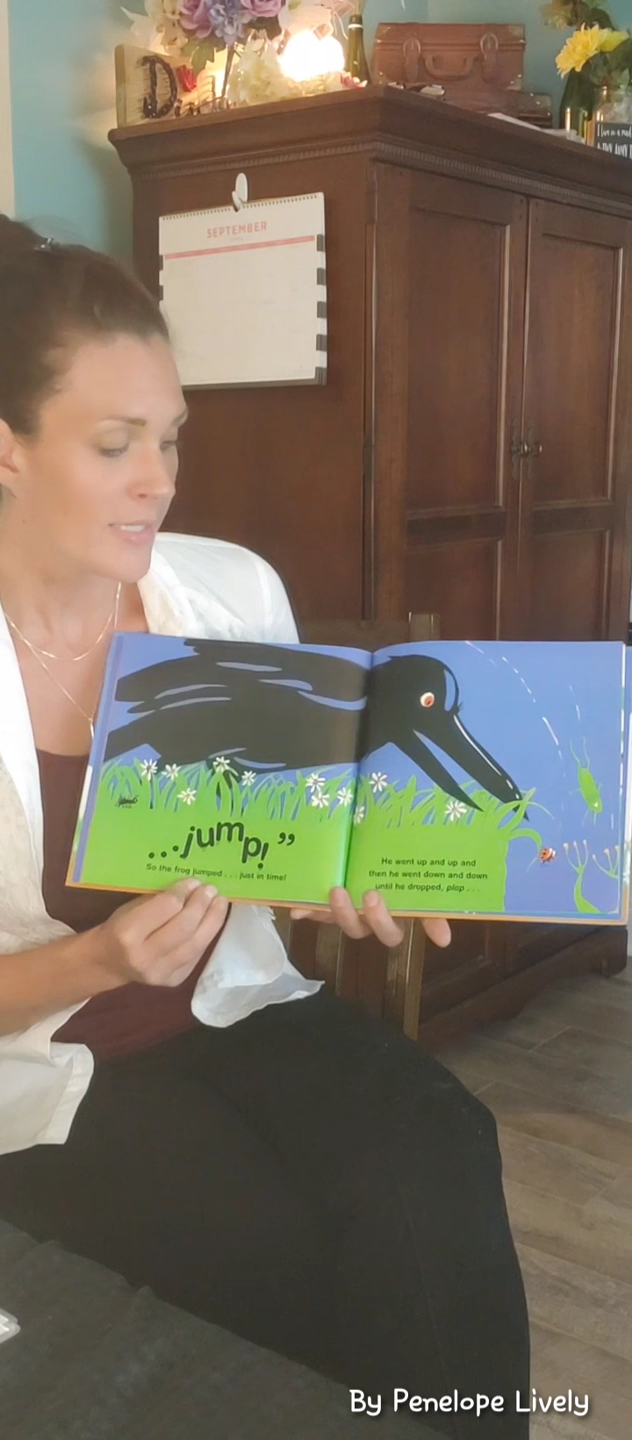 D
SEPTEMBER
...jump!”
So the frog jumped . . . just in time!
He went up and up and
then he went down and down
until he dropped, plop . . .
By Penelope Lively